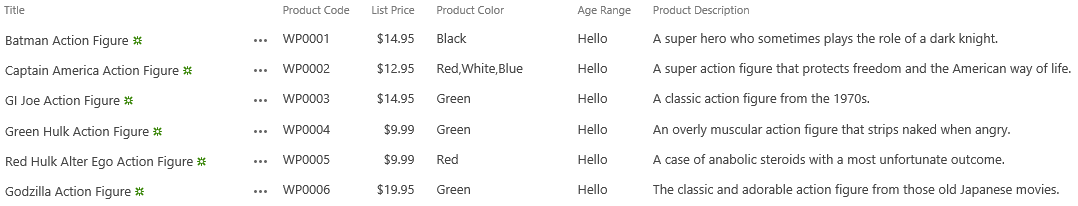 Title Product Code List Price Product Color Age Range Product Description
Batman Action Figure ••• WP0001 $14.95 Black Hello A super hero who sometimes plays the role of a dark knight.
Captain America Action Figure ••• WP0002 $12.95 Red,White,Blue Hello A super action figure that protects freedom and the American way of life.
GI Joe Action Figure ••• WP0003 $14.95 Green Hello A classic action figure from the 1970s.
Green Hulk Action Figure ••• WP0004 $9.99 Green Hello An overly muscular action figure that strips naked when angry.
Red Hulk Alter Ego Action Figure ••• WP0005 $9.99 Red Hello A case of anabolic steroids with a most unfortunate outcome.
Godzilla Action Figure ••• WP0006 $19.95 Green Hello The classic and adorable action figure from those old Japanese movies.